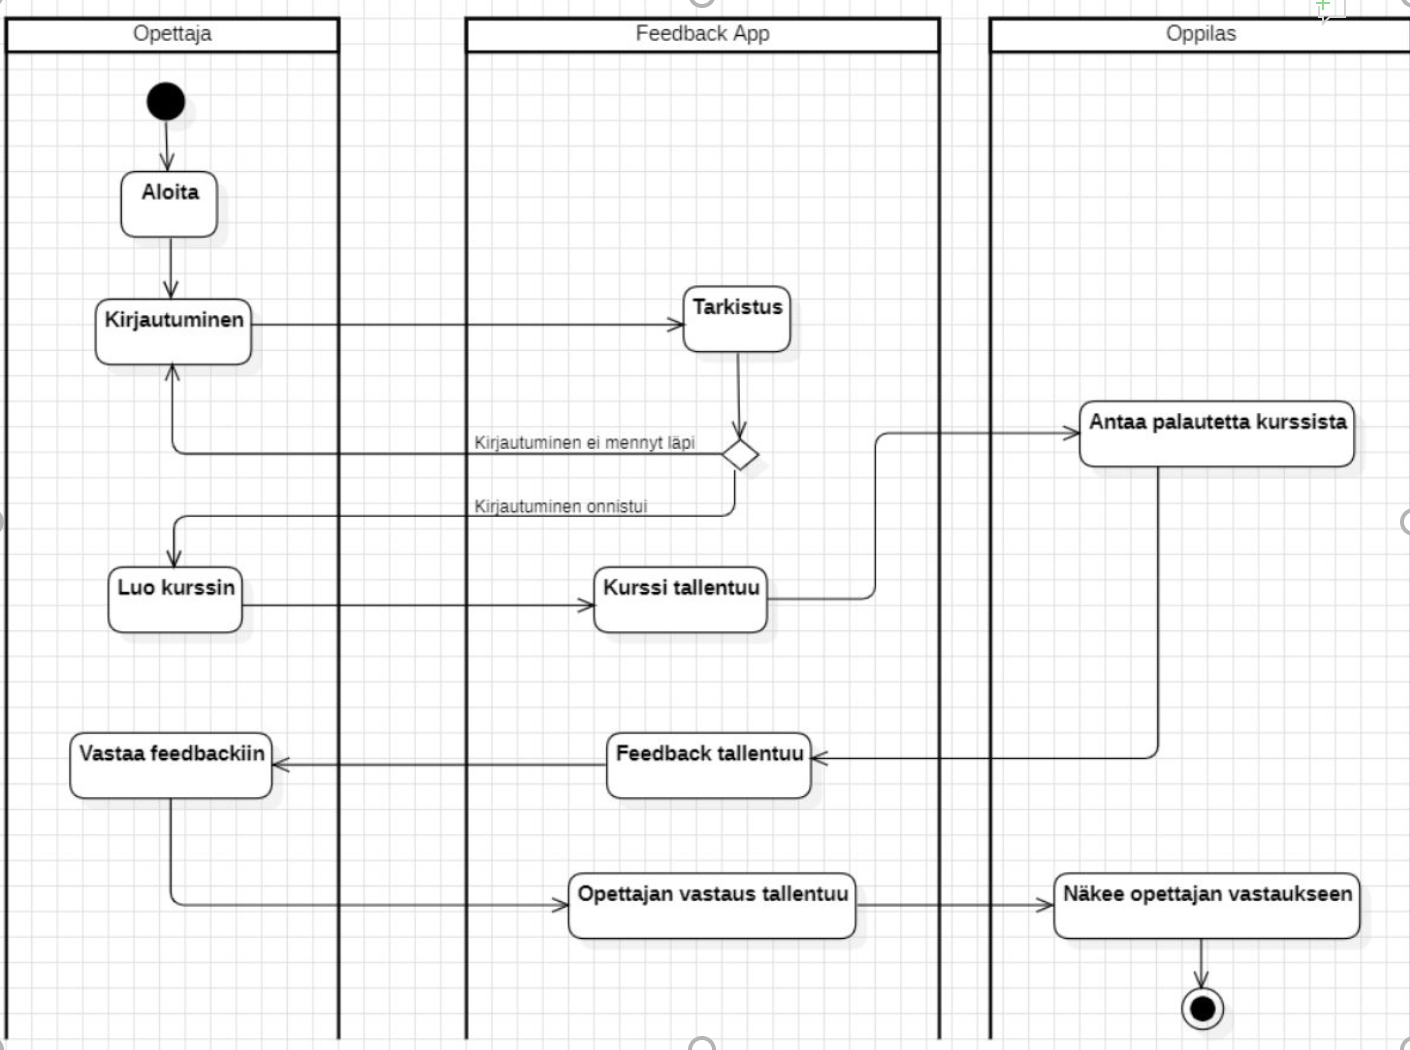 Opettaja
Feedback App
Oppilas
Aloita
Kirjautuminen
Tarkistus
Antaa palautetta kurssista
Kirjautuminen ei mennyt läpi
Kirjautuminen onnistui
Luo kurssin
Kurssi tallentuu
Vastaa feedbackiin
Feedback tallentuu
Opettajan vastaus tallentuu
Näkee opettajan vastaukseen